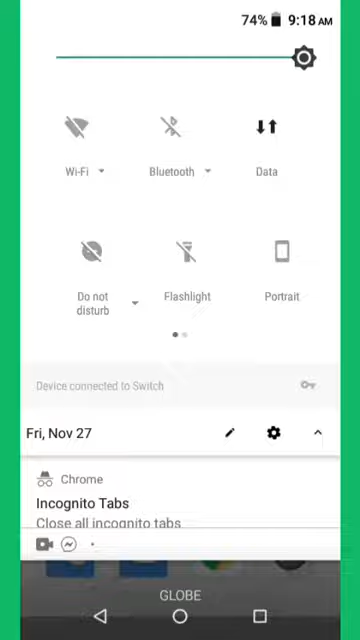 74% 9:18 AM
Wi-Fi
Bluetooth
Data
Do not
disturb
Flashlight
Portrait
Device connected to Switch
Fri, Nov 27
Chrome
Incognito Tabs
Close all incognito tabs
GLOBE